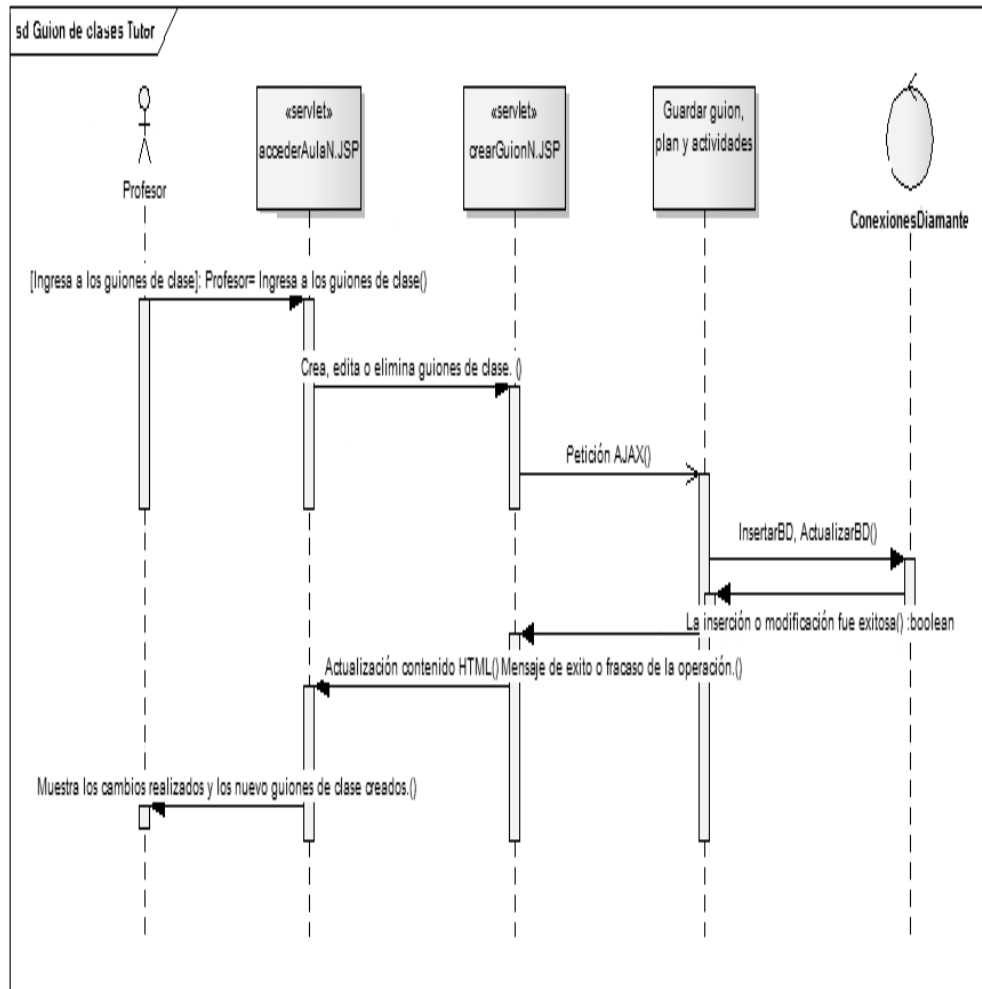 sd Guion de clases Tutor
«servlet»
accederAulaN.JSP
«servlet»
crearGuionN.JSP
Guardar guion,
plan y actividades
Profesor
ConexionesDiamante
[Ingresa a los guiones de clase]: Profesor= Ingresa a los guiones de clase()
Crea, edita o elimina guiones de clase. ()
Petición AJAX()
InsertarBD, ActualizarBD()
La inserción o modificación fue exitosa() :boolean
Actualización contenido HTML()
Mensaje de exito o fracaso de la operación.()
Muestra los cambios realizados y los nuevo guiones de clase creados.()